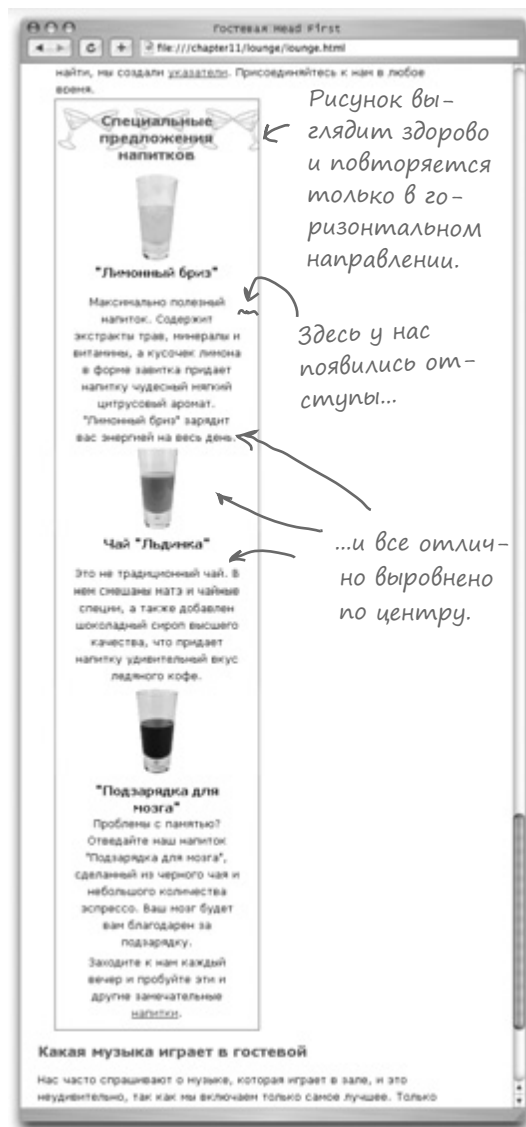 Гостевая Head First
file:///chapter11/lounge/lounge.html
найти, мы создали указатели. Присоединяйтесь к нам в любое
время.
Специальные
предложения
напитков
Рисунок вы-
глядит здорово
и повторяется
только в го-
ризонтальном
направлении.
"Лимонный бриз"
Максимально полезный
напиток. Содержит
экстракты трав, минералы и
витамины, а кусочек лимона
в форме завитка придает
напитку чудесный мягкий
цитрусовый аромат.
"Лимонный бриз" зарядит
вас энергией на весь день.
Здесь у нас
появились от-
ступы...
Чай "Льдинка"
Это не традиционный чай. В
нем смешаны матэ и чайные
специи, а также добавлен
шоколадный сироп высшего
качества, что придает
напитку удивительный вкус
ледяного кофе.
...и все отлич-
но выровнено
по центру.
"Подзарядка для
мозга"
Проблемы с памятью?
Отведайте наш напиток
"Подзарядка для мозга",
сделанный из черного чая и
небольшого количества
эспрессо. Ваш мозг будет
вам благодарен за
подзарядку.
Заходите к нам каждый
вечер и пробуйте эти и
другие замечательные
напитки.
Какая музыка играет в гостевой
Нас часто спрашивают о музыке, которая играет в зале, и это
неудивительно, так как мы включаем только самое лучшее. Только